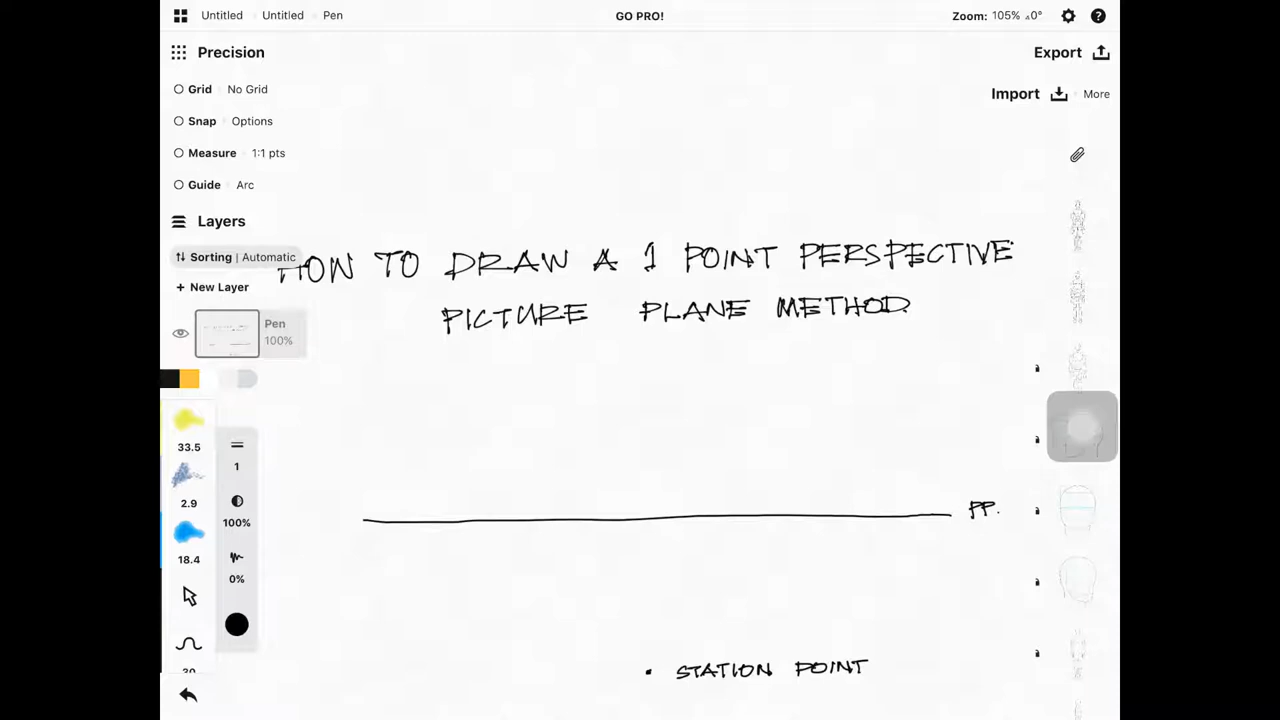 Untitled Untitled Pen GO PRO! Zoom: 105% 0°
Precision
Export
Grid No Grid
Import More
Snap Options
Measure 1:1 pts
Guide Arc
Layers
Sorting | Automatic
HOW TO DRAW A 1 POINT PERSPECTIVE
New Layer
PICTURE PLANE METHOD
Pen
100%
33.5
1
2.9
100%
PP.
18.4
0%
STATION POINT